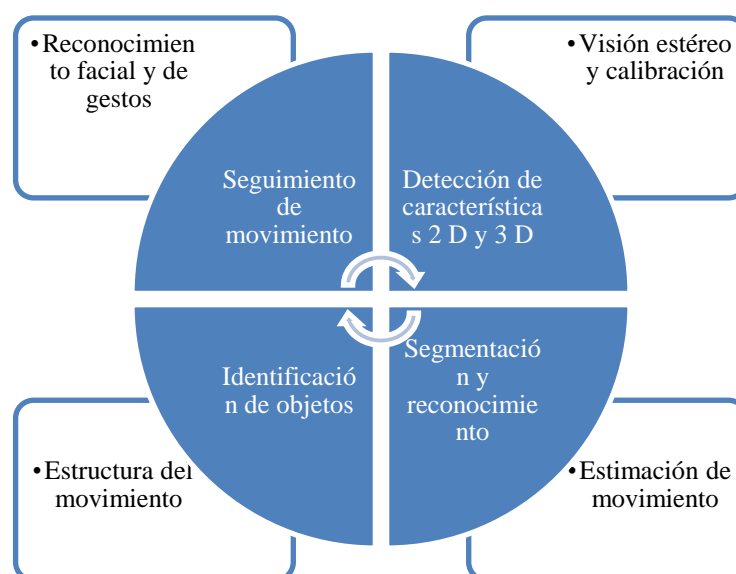 •Reconocimien
to facial y de
gestos
•Visión estéreo
y calibración
Seguimiento
de
movimiento
Detección de
característica
s 2 D y 3 D
Identificació
n de objetos
Segmentació
n y
reconocimie
nto
•Estructura del
movimiento
•Estimación de
movimiento